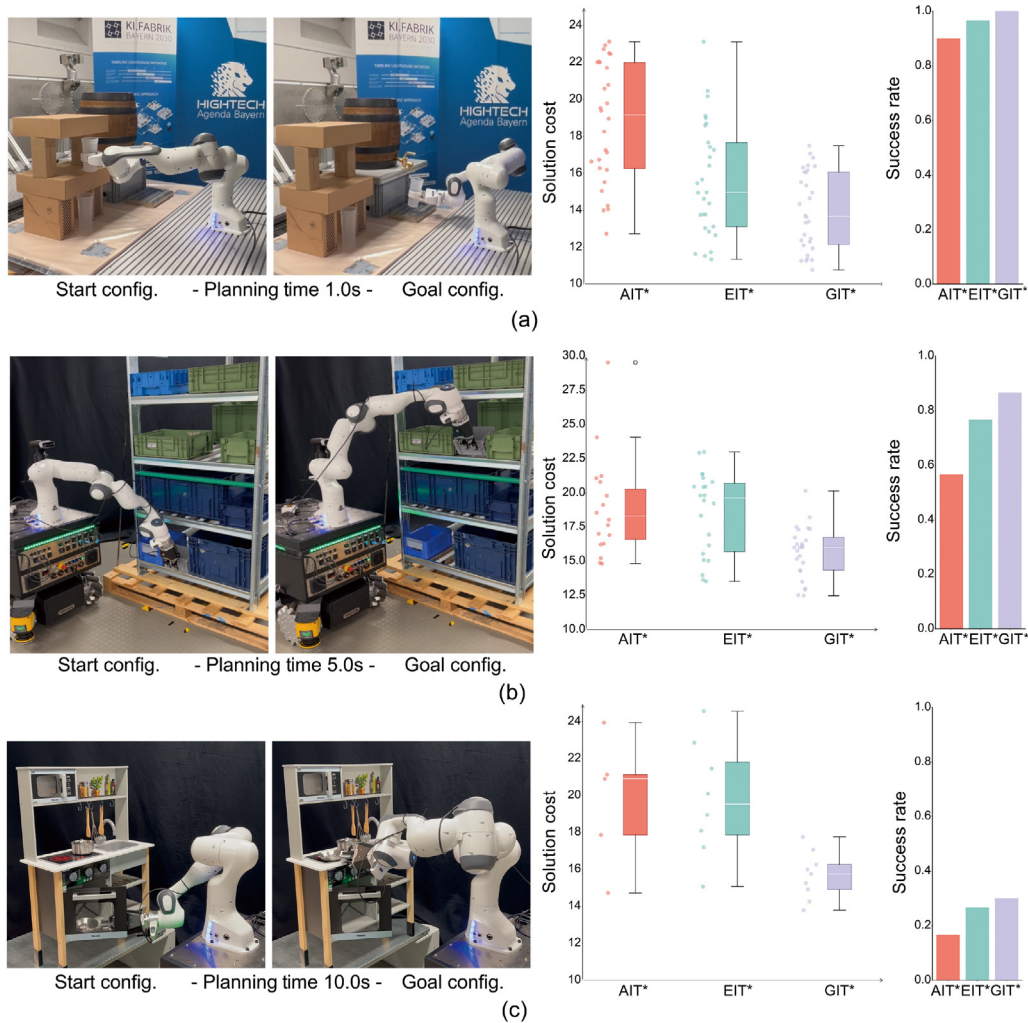 KI.FABRIK
BAYERN 2030
HIGHTECH
Agenda Bayern
KI.FABRIK
BAYERN 2030
HIGHTECH
Agenda Bayern
Start config. - Planning time 1.0s - Goal config.
Solution cost
24
22
20
18
16
14
12
10
AIT* EIT* GIT*
Success rate
1.0
0.8
0.6
0.4
0.2
0.0
AIT* EIT* GIT*
(a)
Start config. - Planning time 5.0s - Goal config.
Solution cost
30.0
27.5
25.0
22.5
20.0
17.5
15.0
12.5
10.0
AIT* EIT* GIT*
Success rate
1.0
0.8
0.6
0.4
0.2
0.0
AIT* EIT* GIT*
(b)
Start config. - Planning time 10.0s - Goal config.
Solution cost
24
22
20
18
16
14
12
10
AIT* EIT* GIT*
Success rate
1.0
0.8
0.6
0.4
0.2
0.0
AIT* EIT* GIT*
(c)